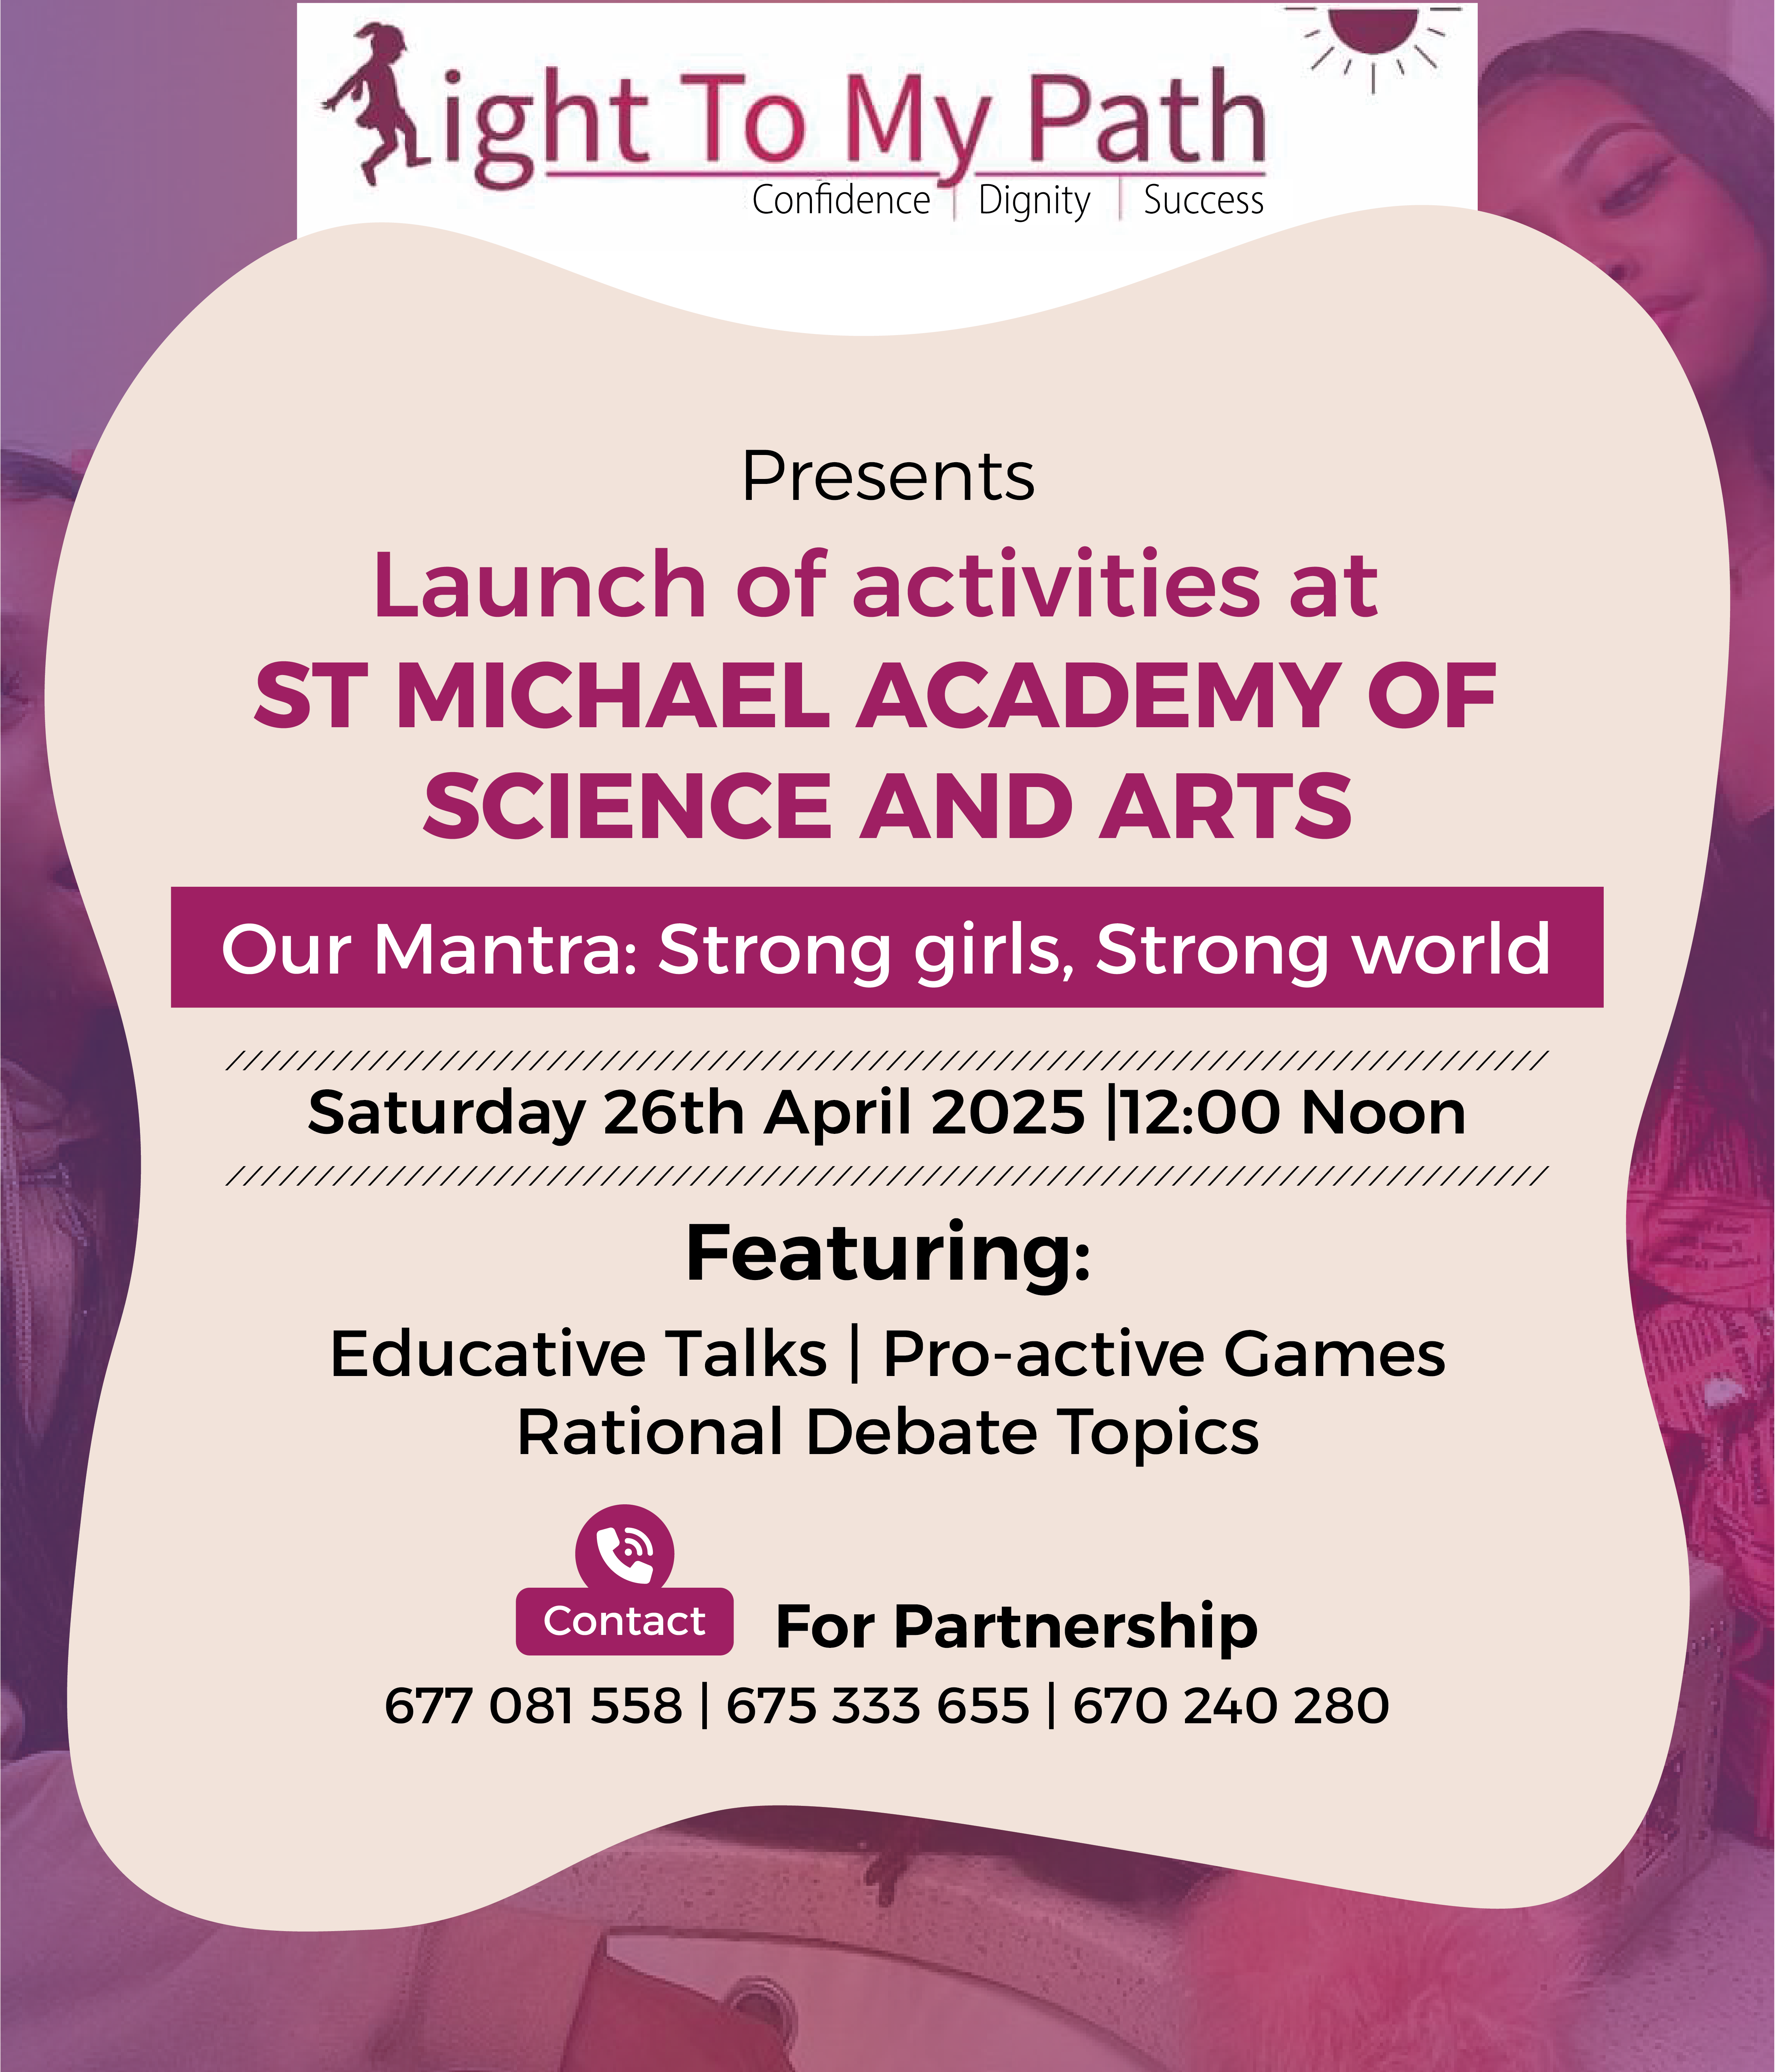 Right To My Path
Confidence | Dignity | Success
Presents
Launch of activities at
ST MICHAEL ACADEMY OF
SCIENCE AND ARTS
Our Mantra: Strong girls, Strong world
Saturday 26th April 2025 |12:00 Noon
Featuring:
Educative Talks | Pro-active Games
Rational Debate Topics
Contact For Partnership
677 081 558 | 675 333 655 | 670 240 280